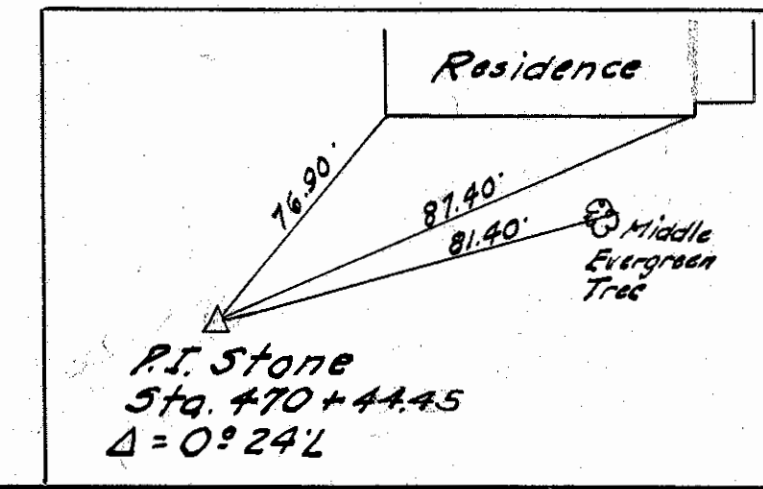 Residence
76.90'
87.40'
81.40'
Middle
Evergreen
Tree
P.I. Stone
Sta. 470+44.45
Δ = 0° 24' L